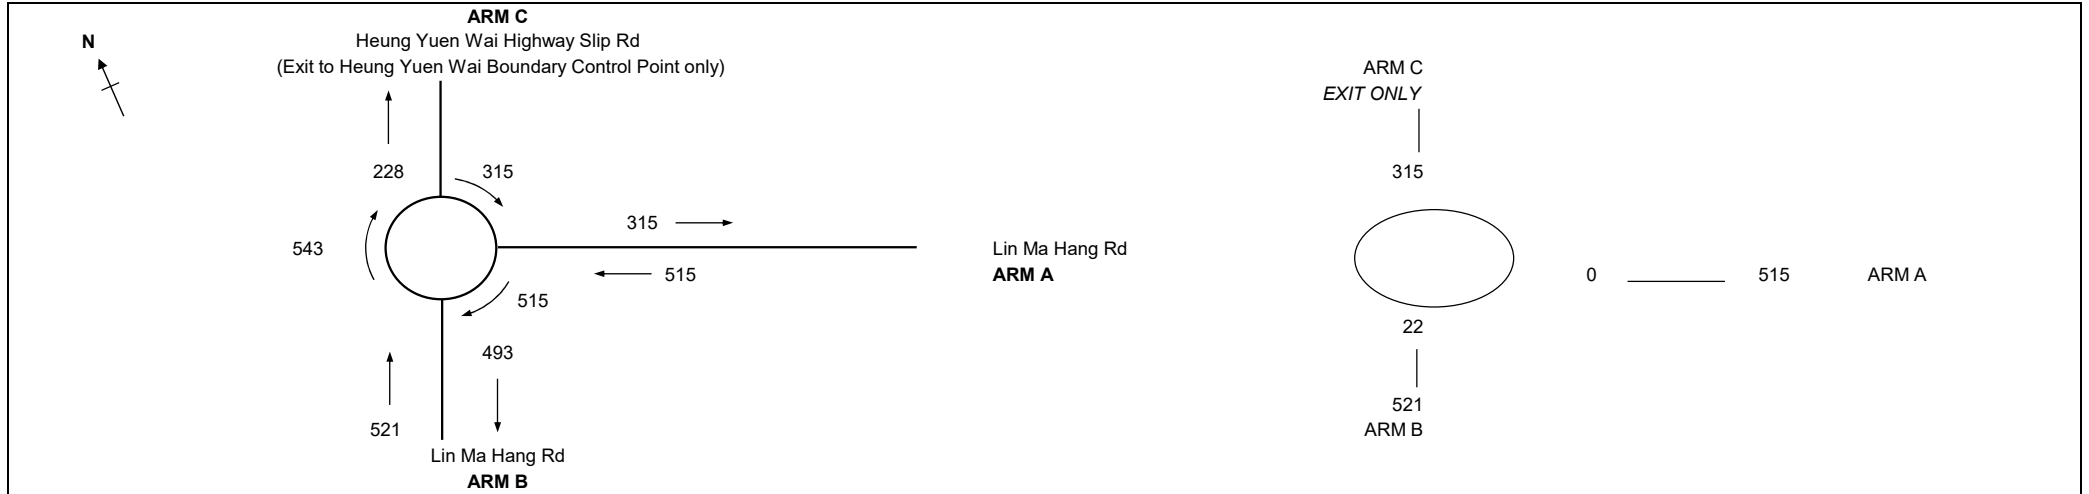 ARM C
N
Heung Yuen Wai Highway Slip Rd
(Exit to Heung Yuen Wai Boundary Control Point only)
228
315
543
315
Lin Ma Hang Rd
515
ARM A
515
493
521
Lin Ma Hang Rd
ARM B
ARM C
EXIT ONLY
315
0
515
ARM A
22
521
ARM B